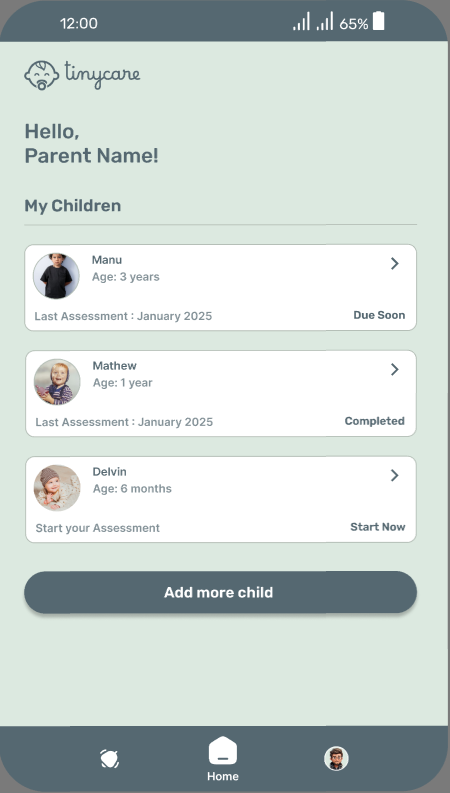 12:00
65%
tinycare
Hello,
Parent Name!
My Children
Manu
Age: 3 years
Last Assessment : January 2025
Due Soon
Mathew
Age: 1 year
Last Assessment : January 2025
Completed
Delvin
Age: 6 months
Start your Assessment
Start Now
Add more child
Home